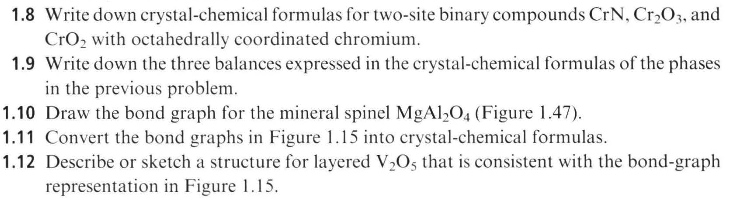 1.8 Write down crystal-chemical formulas for two-site binary compounds CrN, Cr₂O₃, and
CrO₂ with octahedrally coordinated chromium.
1.9 Write down the three balances expressed in the crystal-chemical formulas of the phases
in the previous problem.
1.10 Draw the bond graph for the mineral spinel MgAl₂O₄ (Figure 1.47).
1.11 Convert the bond graphs in Figure 1.15 into crystal-chemical formulas.
1.12 Describe or sketch a structure for layered V₂O₅ that is consistent with the bond-graph
representation in Figure 1.15.